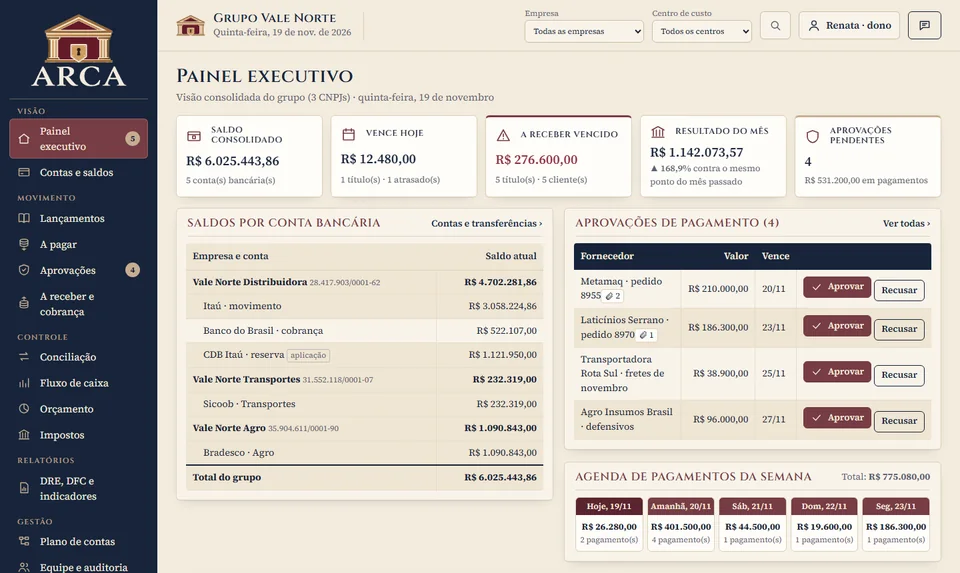 ARCA
VISÃO
Painel executivo 5
Contas e saldos
MOVIMENTO
Lançamentos
A pagar
Aprovações 4
A receber e cobrança
CONTROLE
Conciliação
Fluxo de caixa
Orçamento
Impostos
RELATÓRIOS
DRE, DFC e indicadores
GESTÃO
Plano de contas
Equipe e auditoria
GRUPO VALE NORTE
Quinta-feira, 19 de nov. de 2026
Empresa
Todas as empresas
Centro de custo
Todos os centros
Renata · dono
PAINEL EXECUTIVO
Visão consolidada do grupo (3 CNPJs) · quinta-feira, 19 de novembro
SALDO CONSOLIDADO
R$ 6.025.443,86
5 conta(s) bancária(s)
VENCE HOJE
R$ 12.480,00
1 título(s) · 1 atrasado(s)
A RECEBER VENCIDO
R$ 276.600,00
5 título(s) · 5 cliente(s)
RESULTADO DO MÊS
R$ 1.142.073,57
▲ 168,9% contra o mesmo
ponto do mês passado
APROVAÇÕES PENDENTES
4
R$ 531.200,00 em pagamentos
SALDOS POR CONTA BANCÁRIA Contas e transferências ›
Empresa e conta Saldo atual
Vale Norte Distribuidora 28.417.903/0001-62 R$ 4.702.281,86
Itaú · movimento R$ 3.058.224,86
Banco do Brasil · cobrança R$ 522.107,00
CDB Itaú · reserva aplicação R$ 1.121.950,00
Vale Norte Transportes 31.552.118/0001-07 R$ 232.319,00
Sicoob · Transportes R$ 232.319,00
Vale Norte Agro 35.904.611/0001-90 R$ 1.090.843,00
Bradesco · Agro R$ 1.090.843,00
Total do grupo R$ 6.025.443,86
APROVAÇÕES DE PAGAMENTO (4) Ver todas ›
Fornecedor Valor Vence
Metamaq · pedido 8955 2 R$ 210.000,00 20/11 Aprovar Recusar
Laticínios Serrano · pedido 8970 1 R$ 186.300,00 23/11 Aprovar Recusar
Transportadora Rota Sul · fretes de novembro R$ 38.900,00 25/11 Aprovar Recusar
Agro Insumos Brasil · defensivos R$ 96.000,00 27/11 Aprovar Recusar
AGENDA DE PAGAMENTOS DA SEMANA Total: R$ 775.080,00
Hoje, 19/11
R$ 26.280,00
2 pagamento(s)
Amanhã, 20/11
R$ 401.500,00
4 pagamento(s)
Sáb, 21/11
R$ 44.500,00
1 pagamento(s)
Dom, 22/11
R$ 19.600,00
1 pagamento(s)
Seg, 23/11
R$ 186.300,00
1 pagamento(s)